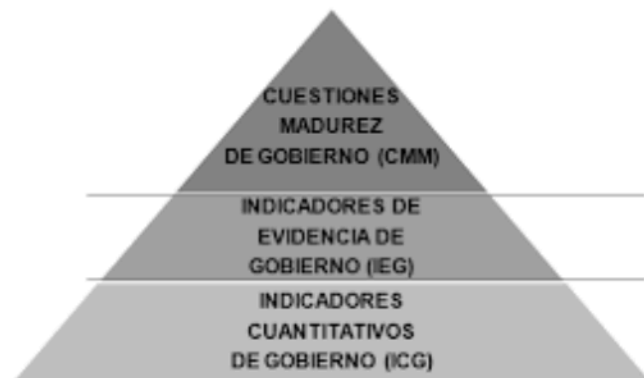 CUESTIONES
MADUREZ
DE GOBIERNO (CMM)
INDICADORES DE
EVIDENCIA DE
GOBIERNO (IEG)
INDICADORES
CUANTITATIVOS
DE GOBIERNO (ICG)